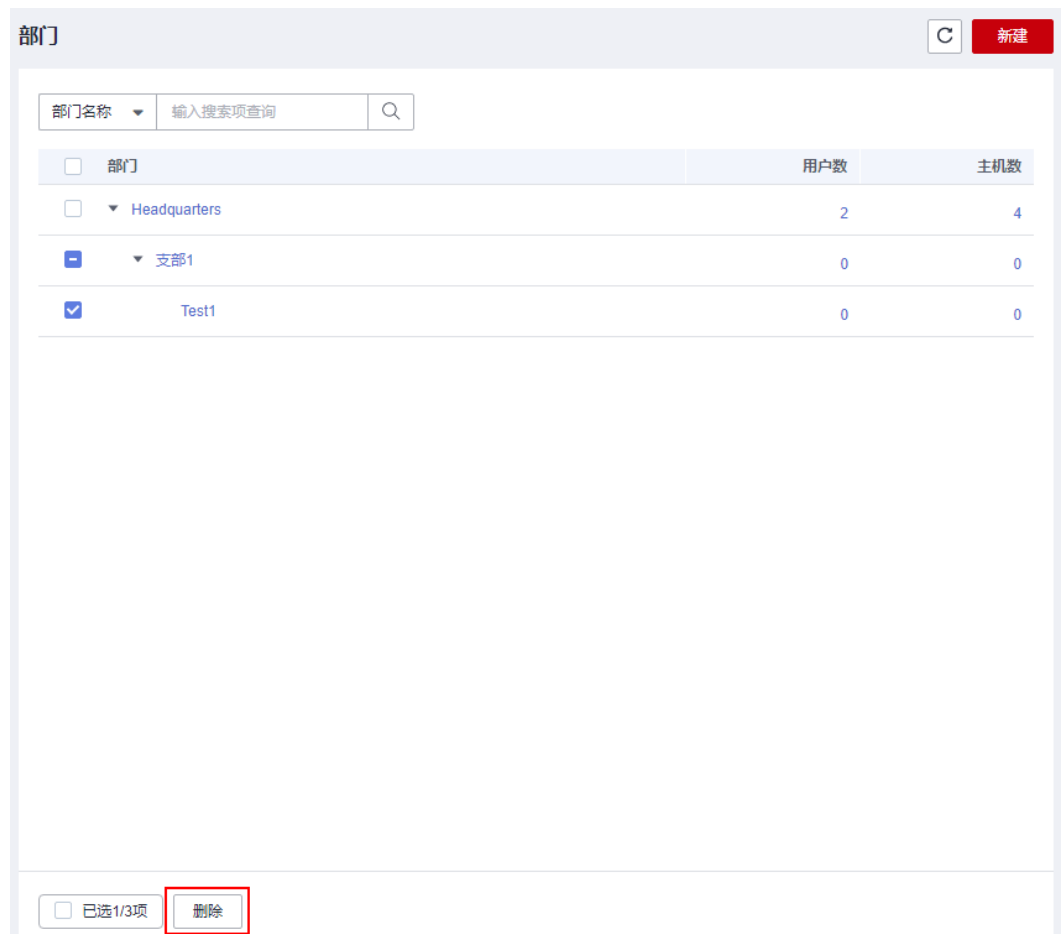 部门
新建
部门名称 输入搜索项查询
部门 用户数 主机数
Headquarters 2 4
支部1 0 0
Test1 0 0
已选1/3项 删除